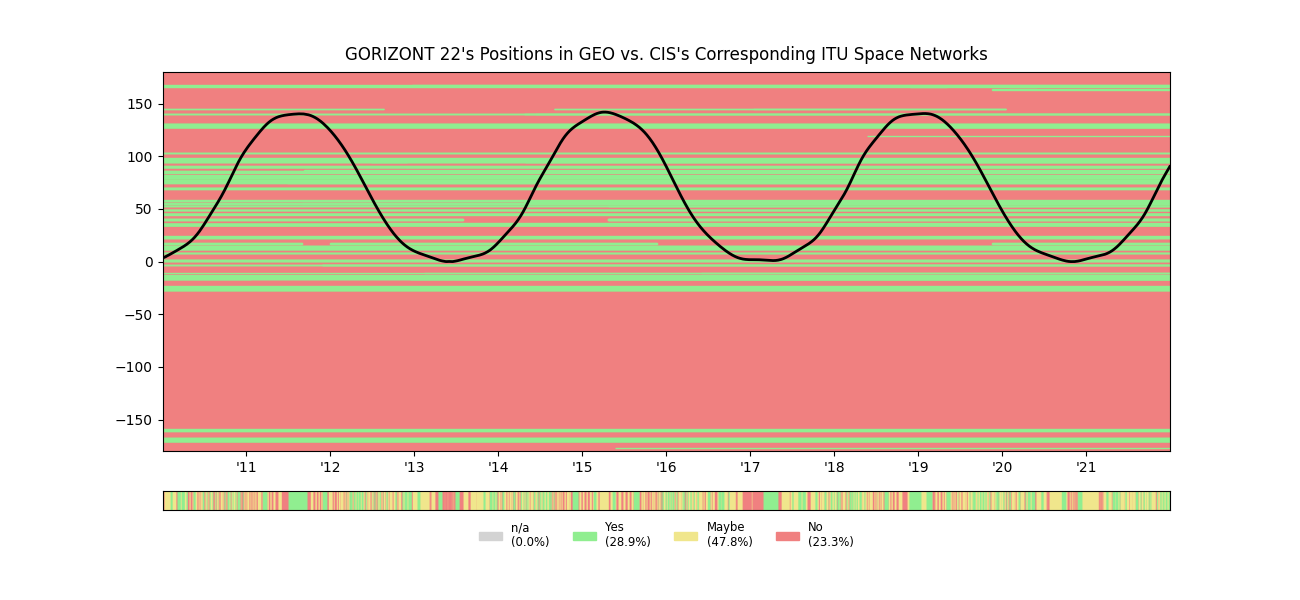 GORIZONT 22's Positions in GEO vs. CIS's Corresponding ITU Space Networks
150
100
50
0
−50
−100
−150
'11 '12 '13 '14 '15 '16 '17 '18 '19 '20 '21
n/a Yes Maybe No
(0.0%) (28.9%) (47.8%) (23.3%)